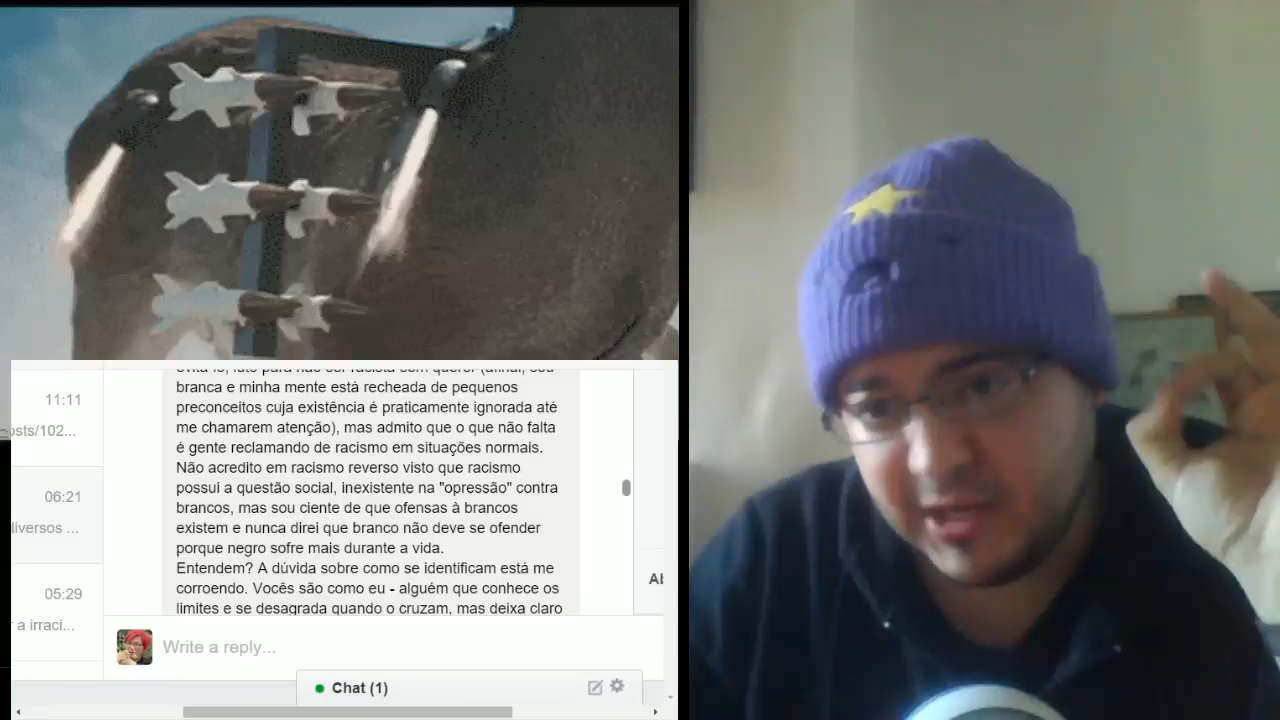 11:11
osts/102...
06:21
liversos ...
05:29
r a irraci...
branca e minha mente está recheada de pequenos
preconceitos cuja existência é praticamente ignorada até
me chamarem atenção), mas admito que o que não falta
é gente reclamando de racismo em situações normais.
Não acredito em racismo reverso visto que racismo
possui a questão social, inexistente na "opressão" contra
brancos, mas sou ciente de que ofensas à brancos
existem e nunca direi que branco não deve se ofender
porque negro sofre mais durante a vida.
Entendem? A dúvida sobre como se identificam está me
corroendo. Vocês são como eu - alguém que conhece os
limites e se desagrada quando o cruzam, mas deixa claro
Al
Write a reply...
Chat (1)